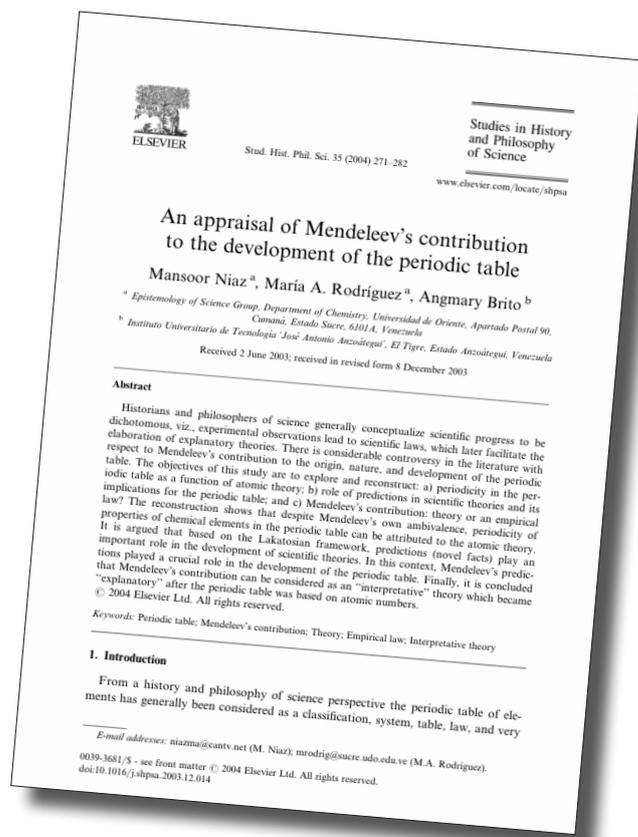 ELSEVIER
Stud. Hist. Phil. Sci. 35 (2004) 271–282
Studies in History
and Philosophy
of Science
www.elsevier.com/locate/shpsa
An appraisal of Mendeleev's contribution
to the development of the periodic table
Mansoor Niaz a, María A. Rodríguez a, Angmary Brito b
a Epistemology of Science Group, Department of Chemistry, Universidad de Oriente, Apartado Postal 90,
Cumaná, Estado Sucre, 6101A, Venezuela
b Instituto Universitario de Tecnología 'José Antonio Anzoátegui', El Tigre, Estado Anzoátegui, Venezuela
Received 2 June 2003; received in revised form 8 December 2003
Abstract
Historians and philosophers of science generally conceptualize scientific progress to be
dichotomous, viz., experimental observations lead to scientific laws, which later facilitate the
elaboration of explanatory theories. There is considerable controversy in the literature with
respect to Mendeleev's contribution to the origin, nature, and development of the periodic
table. The objectives of this study are to explore and reconstruct: a) periodicity in the per-
iodic table as a function of atomic theory; b) role of predictions in scientific theories and its
implications for the periodic table; and c) Mendeleev's contribution: theory or an empirical
law? The reconstruction shows that despite Mendeleev's own ambivalence, periodicity of
properties of chemical elements in the periodic table can be attributed to the atomic theory.
It is argued that based on the Lakatosian framework, predictions (novel facts) play an
important role in the development of scientific theories. In this context, Mendeleev's predic-
tions played a crucial role in the development of the periodic table. Finally, it is concluded
that Mendeleev's contribution can be considered as an "interpretative" theory which became
"explanatory" after the periodic table was based on atomic numbers.
© 2004 Elsevier Ltd. All rights reserved.
Keywords: Periodic table; Mendeleev's contribution; Theory; Empirical law; Interpretative theory
1. Introduction
From a history and philosophy of science perspective the periodic table of ele-
ments has generally been considered as a classification, system, table, law, and very
E-mail addresses: niazma@cantv.net (M. Niaz); mrodrig@sucre.udo.edu.ve (M.A. Rodríguez).
0039-3681/$ - see front matter © 2004 Elsevier Ltd. All rights reserved.
doi:10.1016/j.shpsa.2003.12.014